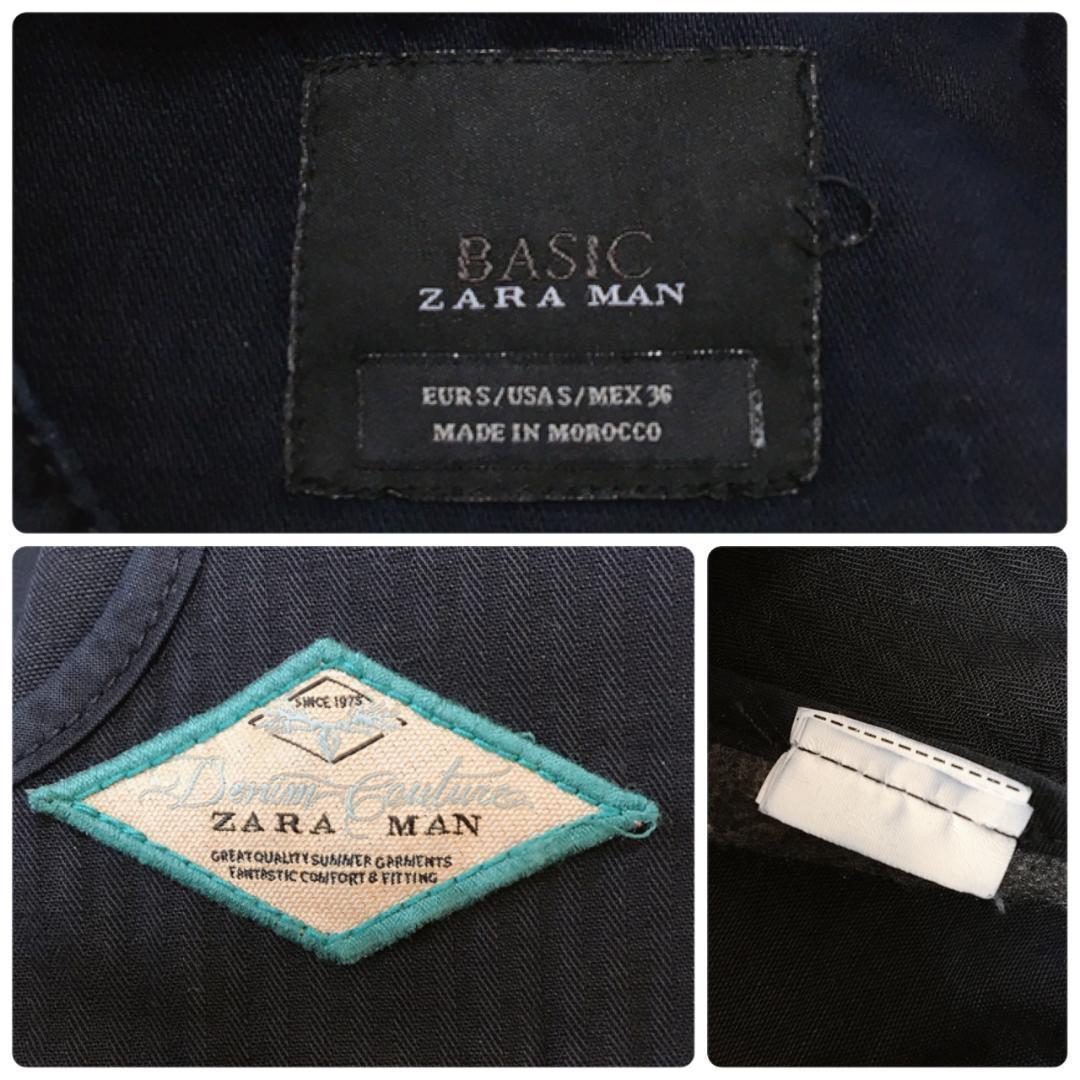 BASIC
ZARA MAN
EUR S/USA S/MEX 36
MADE IN MOROCCO
SINCE 1975
Denim Couture
ZARA MAN
GREAT QUALITY SUMMER GARMENTS
FANTASTIC COMFORT & FITTING